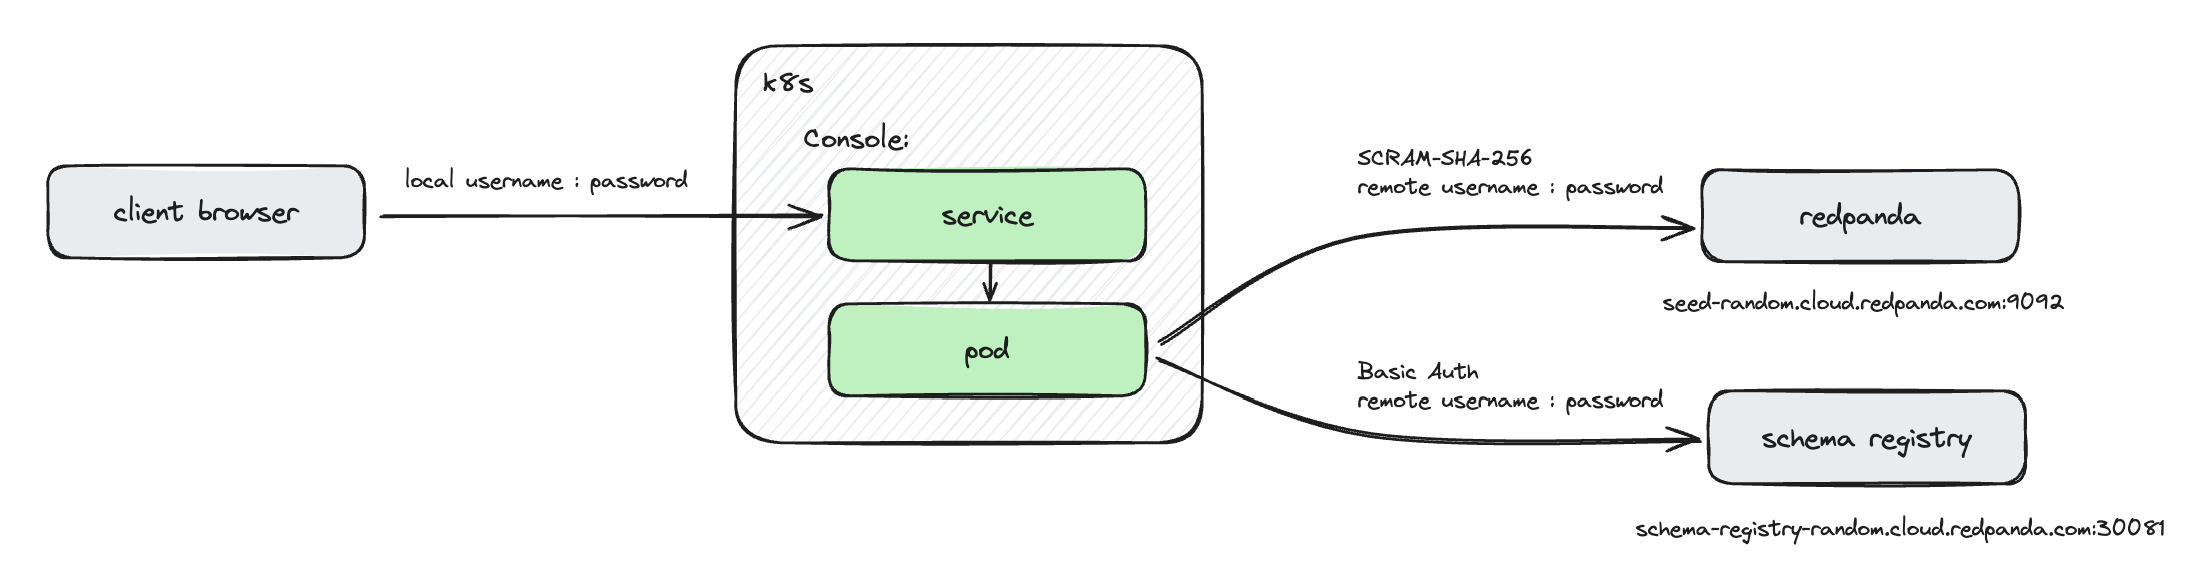 k8s
Console:
client browser
local username : password
service
pod
SCRAM-SHA-256
remote username : password
redpanda
seed-random.cloud.redpanda.com:9092
Basic Auth
remote username : password
schema registry
schema-registry-random.cloud.redpanda.com:30081